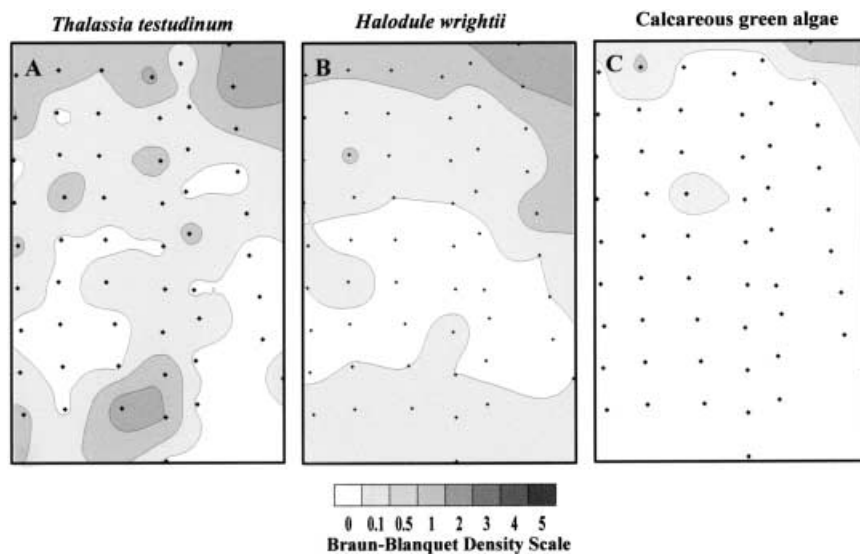 Thalassia testudinum
Halodule wrightii
Calcareous green algae
A
B
C
0 0.1 0.5 1 2 3 4 5
Braun-Blanquet Density Scale